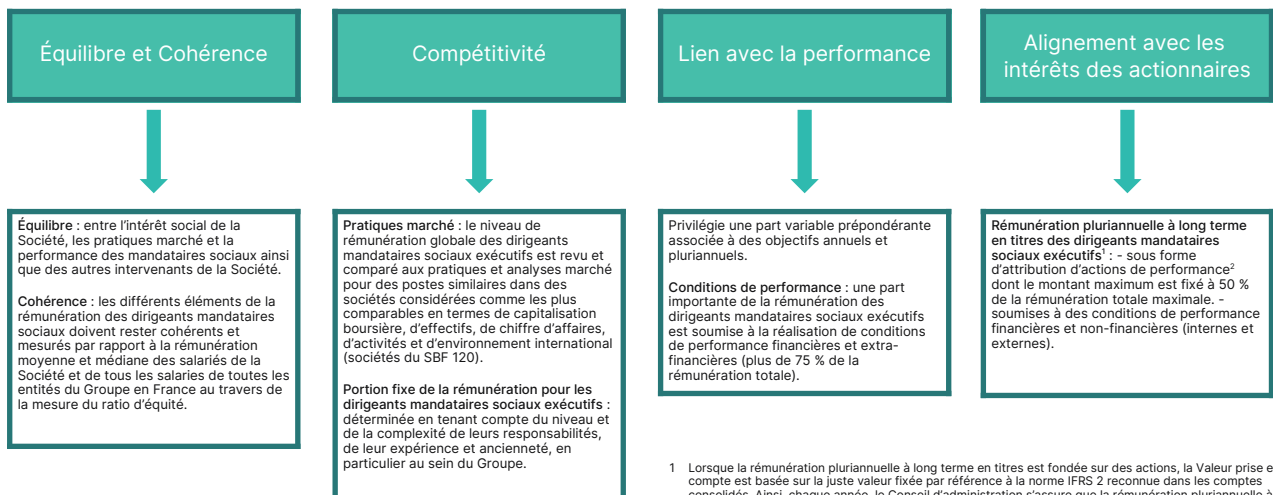 Équilibre et Cohérence
Compétitivité
Lien avec la performance
Alignement avec les
intérêts des actionnaires
Équilibre : entre l'intérêt social de la
Société, les pratiques marché et la
performance des mandataires sociaux ainsi
que des autres intervenants de la Société.
Cohérence : les différents éléments de la
rémunération des dirigeants mandataires
sociaux doivent rester cohérents et
mesurés par rapport à la rémunération
moyenne et médiane des salariés de la
Société et de tous les salaries de toutes les
entités du Groupe en France au travers de
la mesure du ratio d'équité.
Pratiques marché : le niveau de
rémunération globale des dirigeants
mandataires sociaux exécutifs est revu et
comparé aux pratiques et analyses marché
pour des postes similaires dans des
sociétés considérées comme les plus
comparables en termes de capitalisation
boursière, d'effectifs, de chiffre d'affaires,
d'activités et d'environnement international
(sociétés du SBF 120).
Portion fixe de la rémunération pour les
dirigeants mandataires sociaux exécutifs :
déterminée en tenant compte du niveau et
de la complexité de leurs responsabilités,
de leur expérience et ancienneté, en
particulier au sein du Groupe.
Privilégie une part variable prépondérante
associée à des objectifs annuels et
pluriannuels.
Conditions de performance : une part
importante de la rémunération des
dirigeants mandataires sociaux exécutifs
est soumise à la réalisation de conditions
de performance financières et extra-
financières (plus de 75 % de la
rémunération totale).
Rémunération pluriannuelle à long terme
en titres des dirigeants mandataires
sociaux exécutifs¹ : - sous forme
d'attribution d'actions de performance²
dont le montant maximum est fixé à 50 %
de la rémunération totale maximale. -
soumises à des conditions de performance
financières et non-financières (internes et
externes).
1 Lorsque la rémunération pluriannuelle à long terme en titres est fondée sur des actions, la Valeur prise e
compte est basée sur la juste valeur fixée par référence à la norme IFRS 2 reconnue dans les comptes
consolidés. Ainsi, chaque année, le Conseil d'administration s'assure que la rémunération pluriannuelle à